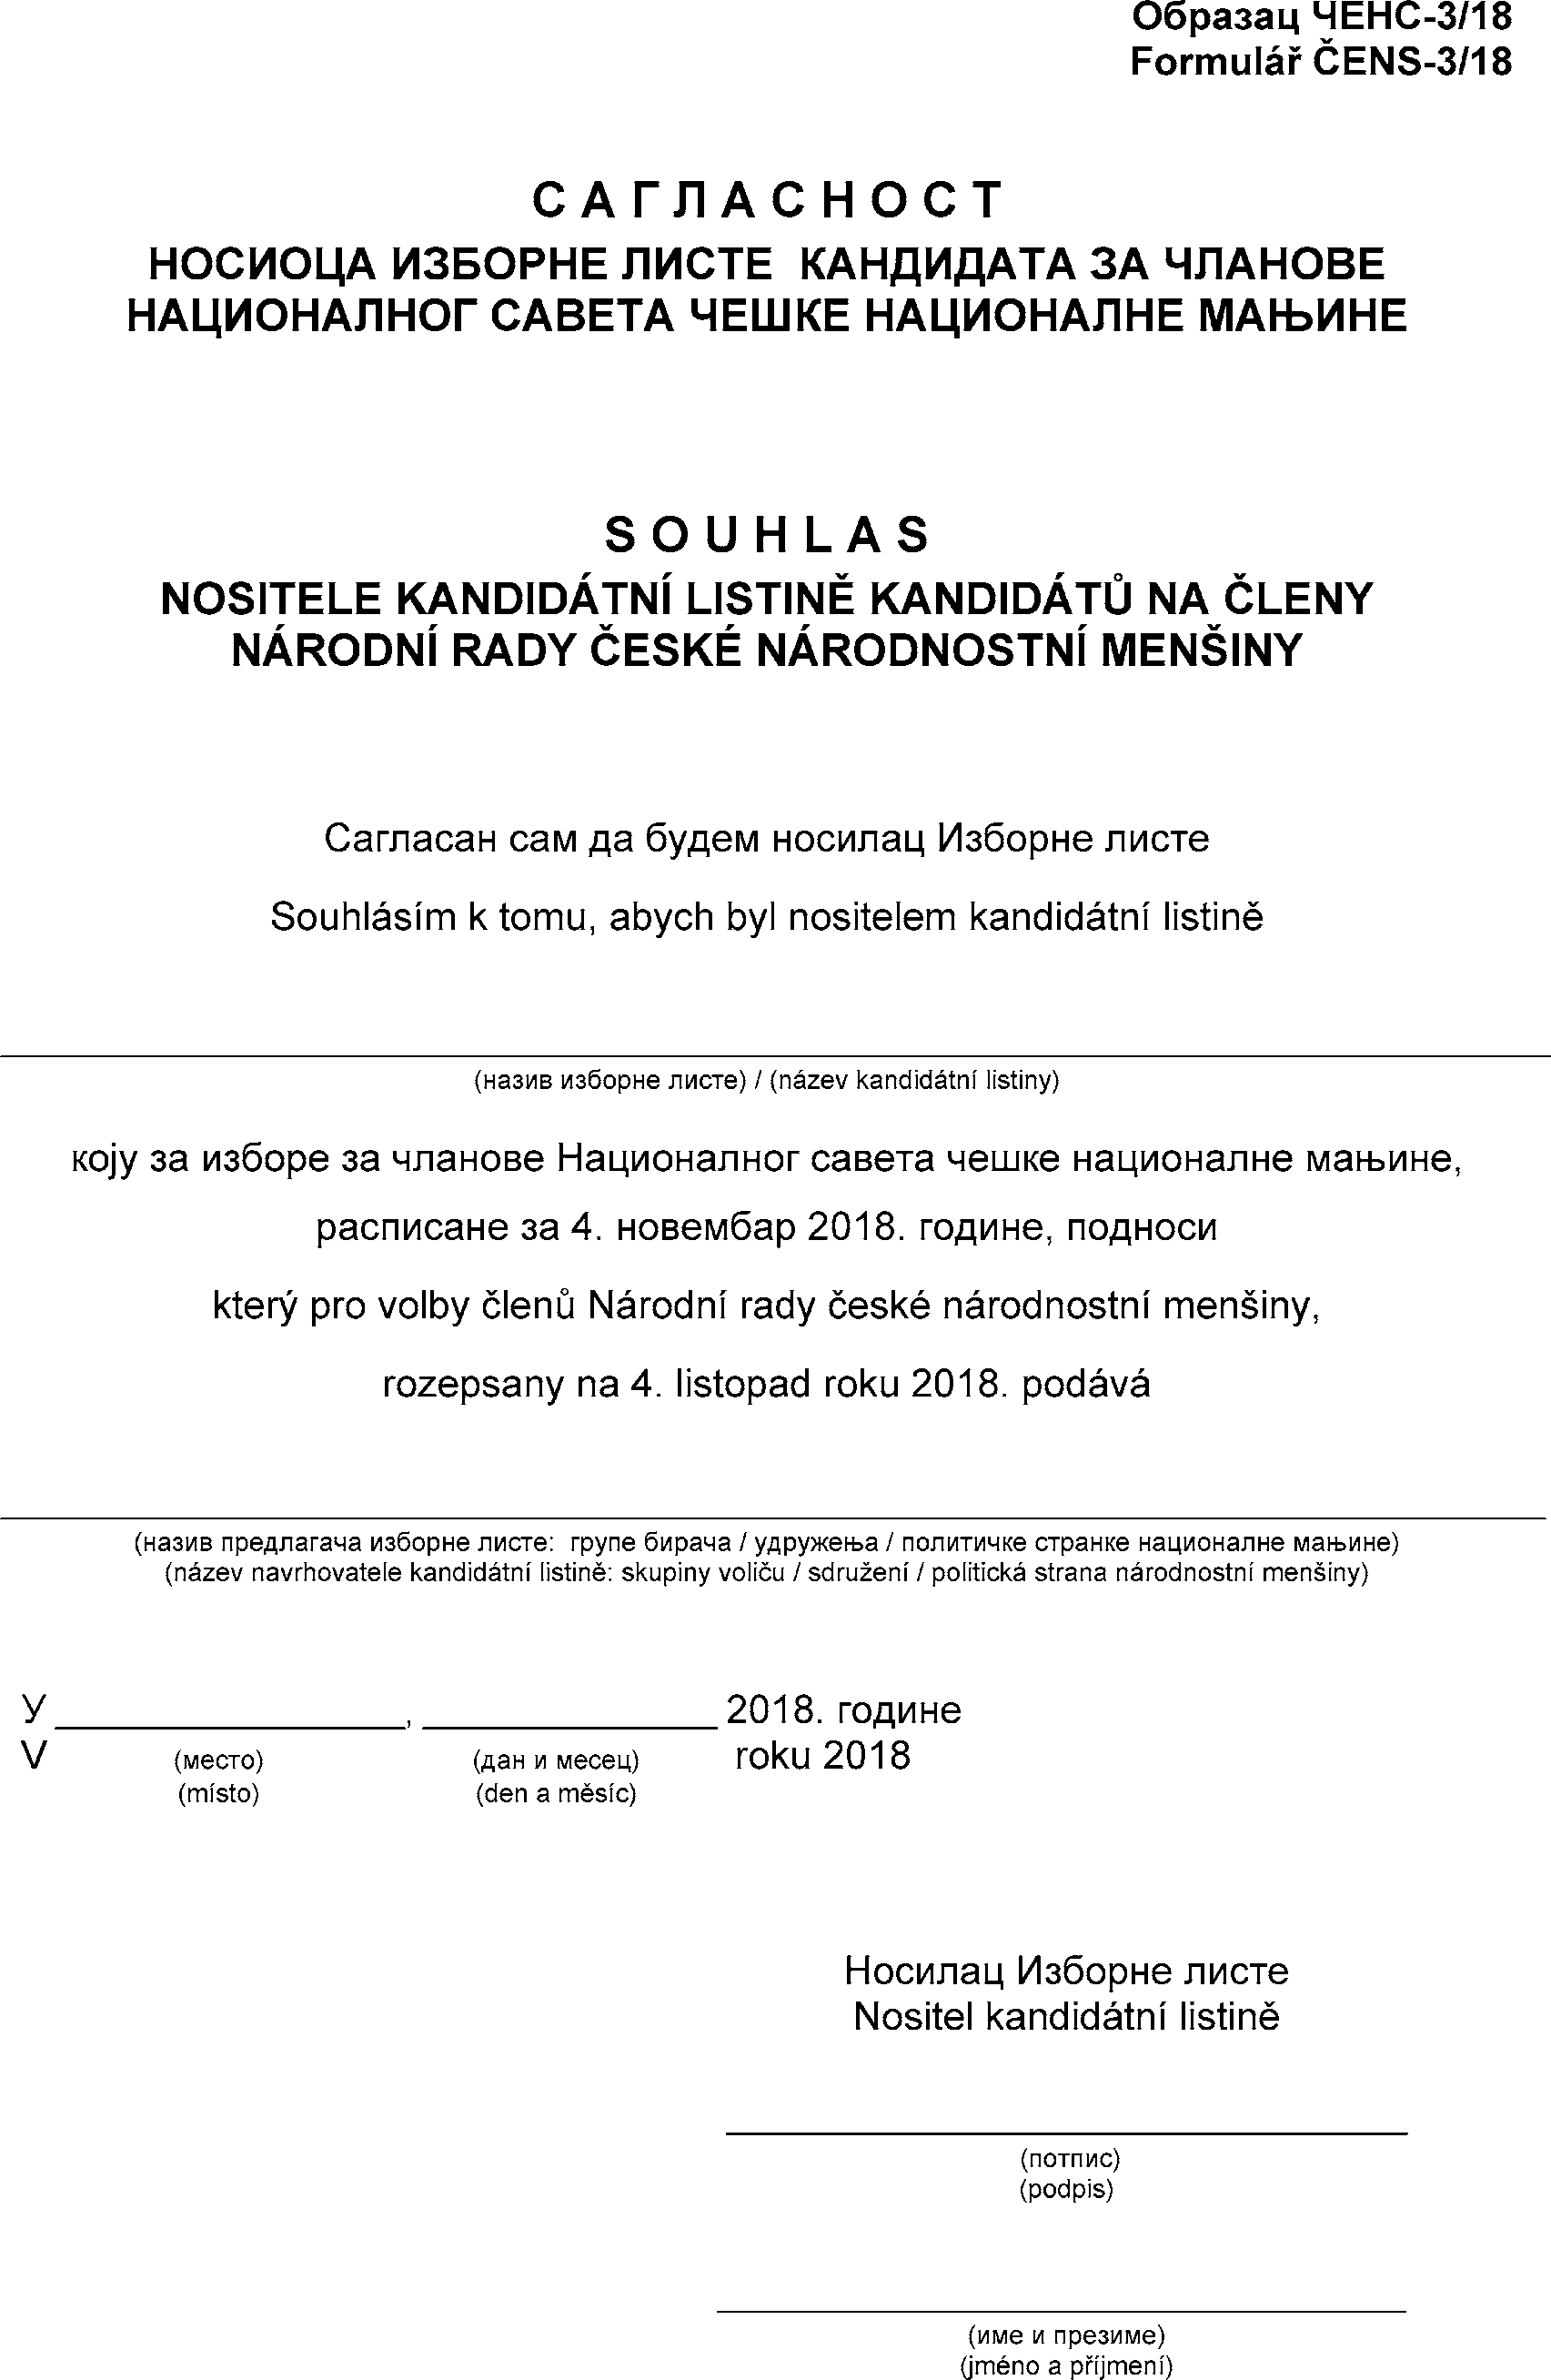 Образац ЧЕНС-3/18
Formulář ČENS-3/18
С А Г Л А С Н О С Т
НОСИОЦА ИЗБОРНЕ ЛИСТЕ КАНДИДАТА ЗА ЧЛАНОВЕ
НАЦИОНАЛНОГ САВЕТА ЧЕШКЕ НАЦИОНАЛНЕ МАЊИНЕ
S O U H L A S
NOSITELE KANDIDÁTNÍ LISTINĚ KANDIDÁTŮ NA ČLENY
NÁRODNÍ RADY ČESKÉ NÁRODNOSTNÍ MENŠINY
Сагласан сам да будем носилац Изборне листе
Souhlásím k tomu, abych byl nositelem kandidátní listině
(назив изборне листе) / (název kandidátní listiny)
коју за изборе за чланове Националног савета чешке националне мањине,
расписане за 4. новембар 2018. године, подноси
který pro volby členů Národní rady české národnostní menšiny,
rozepsany na 4. listopad roku 2018. podává
(назив предлагача изборне листе: групе бирача / удружења / политичке странке националне мањине)
(název navrhovatele kandidátní listině: skupiny voliču / sdružení / politická strana národnostní menšiny)
У ____________________, ________________ 2018. године
V (место) (дан и месец) roku 2018
(místo) (den a měsíc)
Носилац Изборне листе
Nositel kandidátní listině
(потпис)
(podpis)
(име и презиме)
(jméno a příjmení)